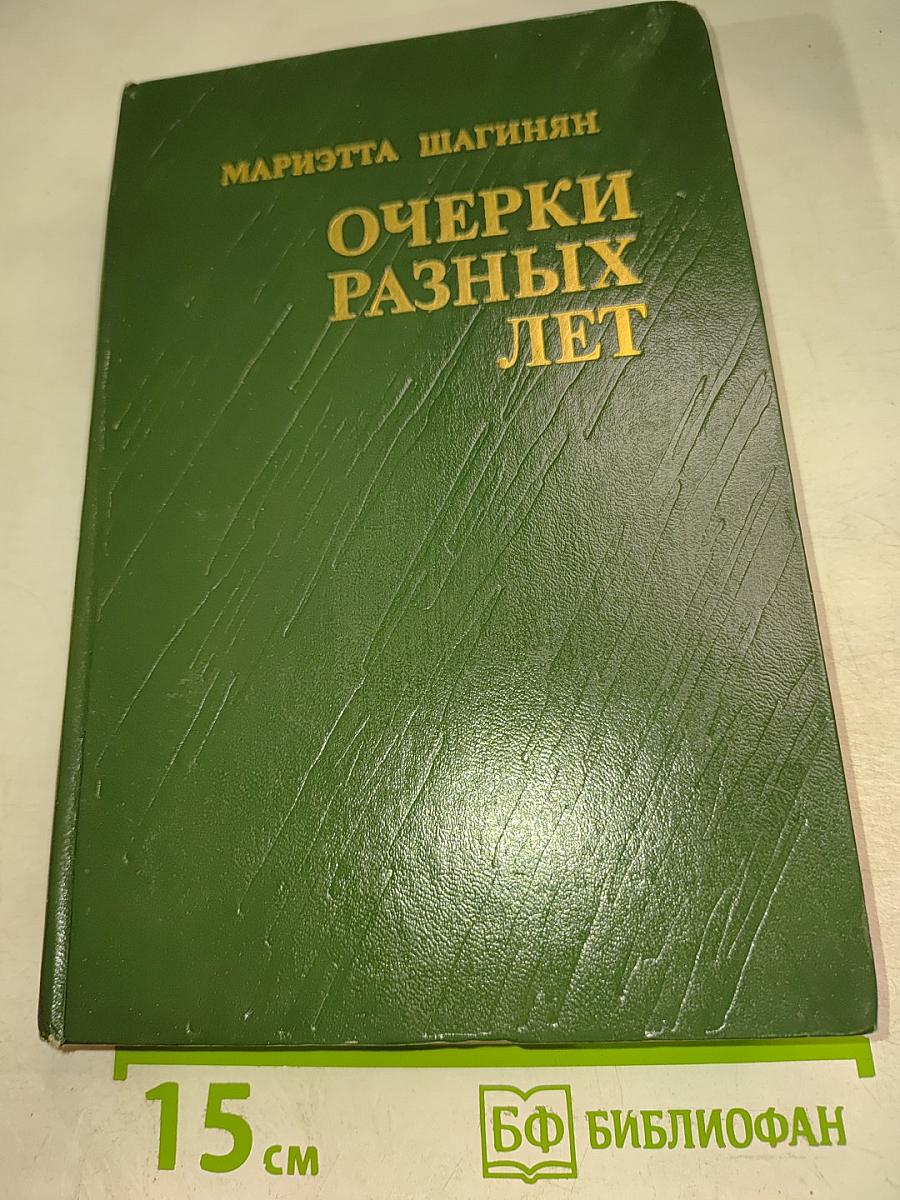 МАРИЭТТА ШАГИНЯН
ОЧЕРКИ
РАЗНЫХ
ЛЕТ
15 см
БФ БИБЛИОФАН